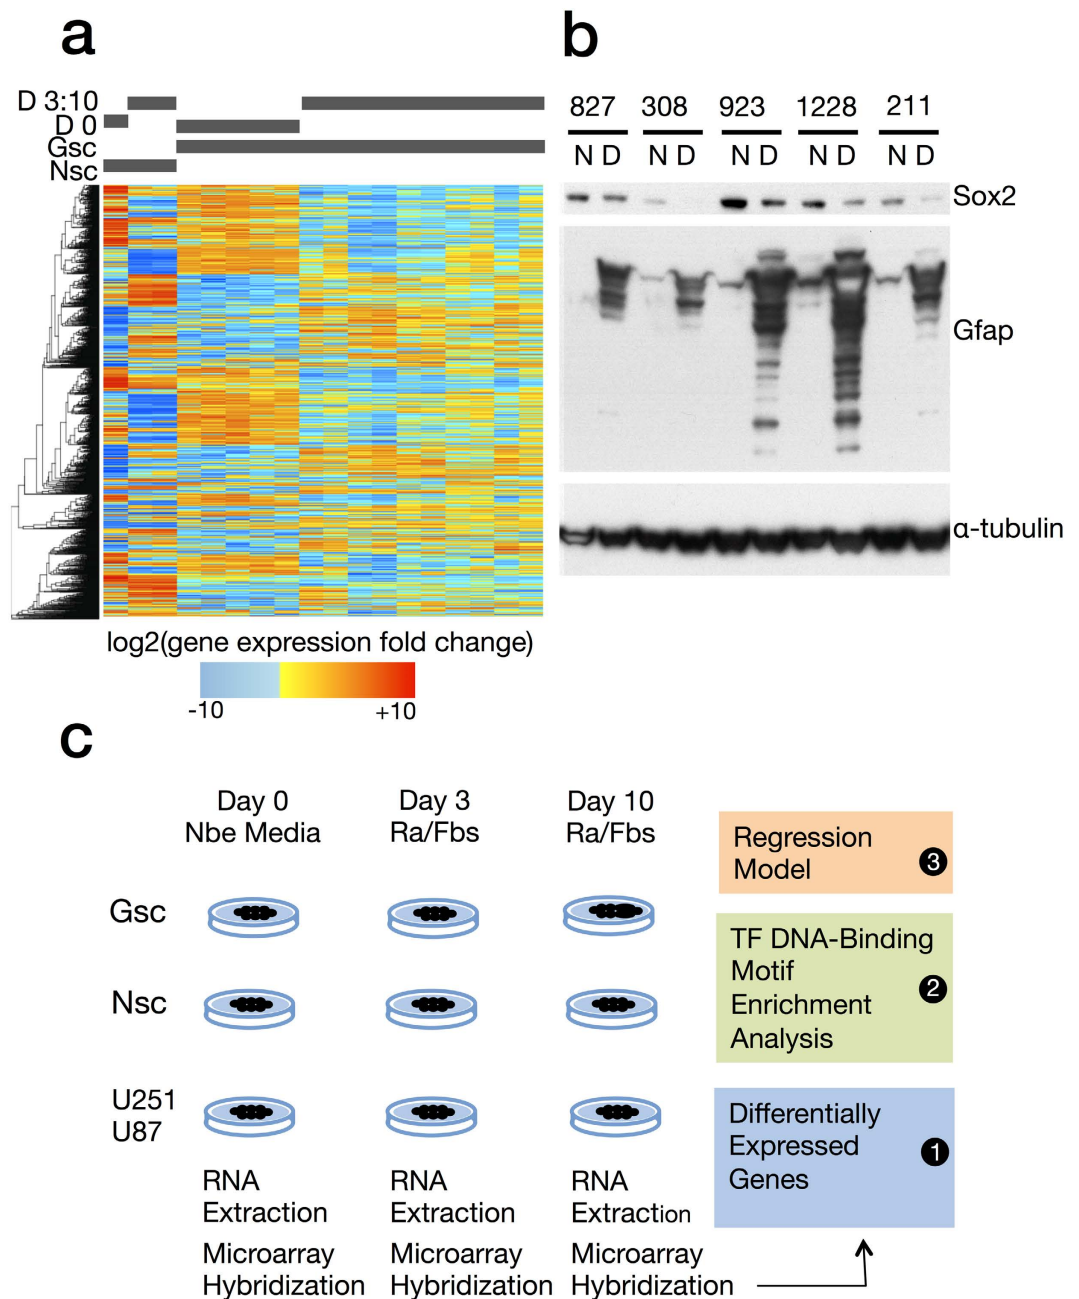 a
D 3:10
D 0
Gsc
Nsc
log2(gene expression fold change)
-10 +10
b
827 308 923 1228 211
N D N D N D N D N D
Sox2
Gfap
α-tubulin
c
Day 0
Nbe Media
Day 3
Ra/Fbs
Day 10
Ra/Fbs
Gsc
Nsc
U251
U87
RNA
Extraction
Microarray
Hybridization
RNA
Extraction
Microarray
Hybridization
RNA
Extraction
Microarray
Hybridization
Regression
Model
3
TF DNA-Binding
Motif
Enrichment
Analysis
2
Differentially
Expressed
Genes
1